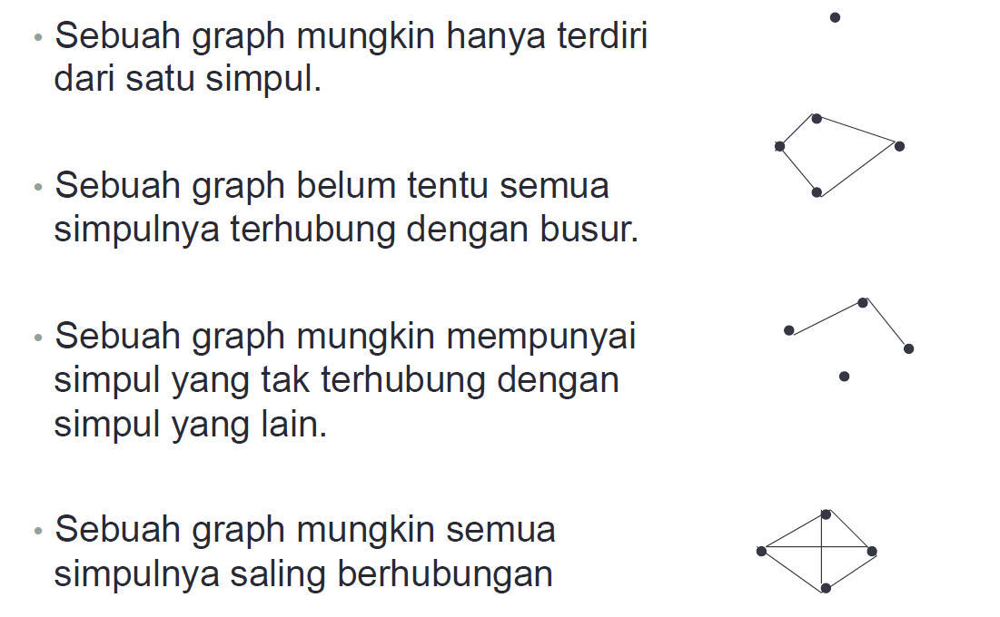 • Sebuah graph mungkin hanya terdiri
dari satu simpul.
• Sebuah graph belum tentu semua
simpulnya terhubung dengan busur.
• Sebuah graph mungkin mempunyai
simpul yang tak terhubung dengan
simpul yang lain.
• Sebuah graph mungkin semua
simpulnya saling berhubungan